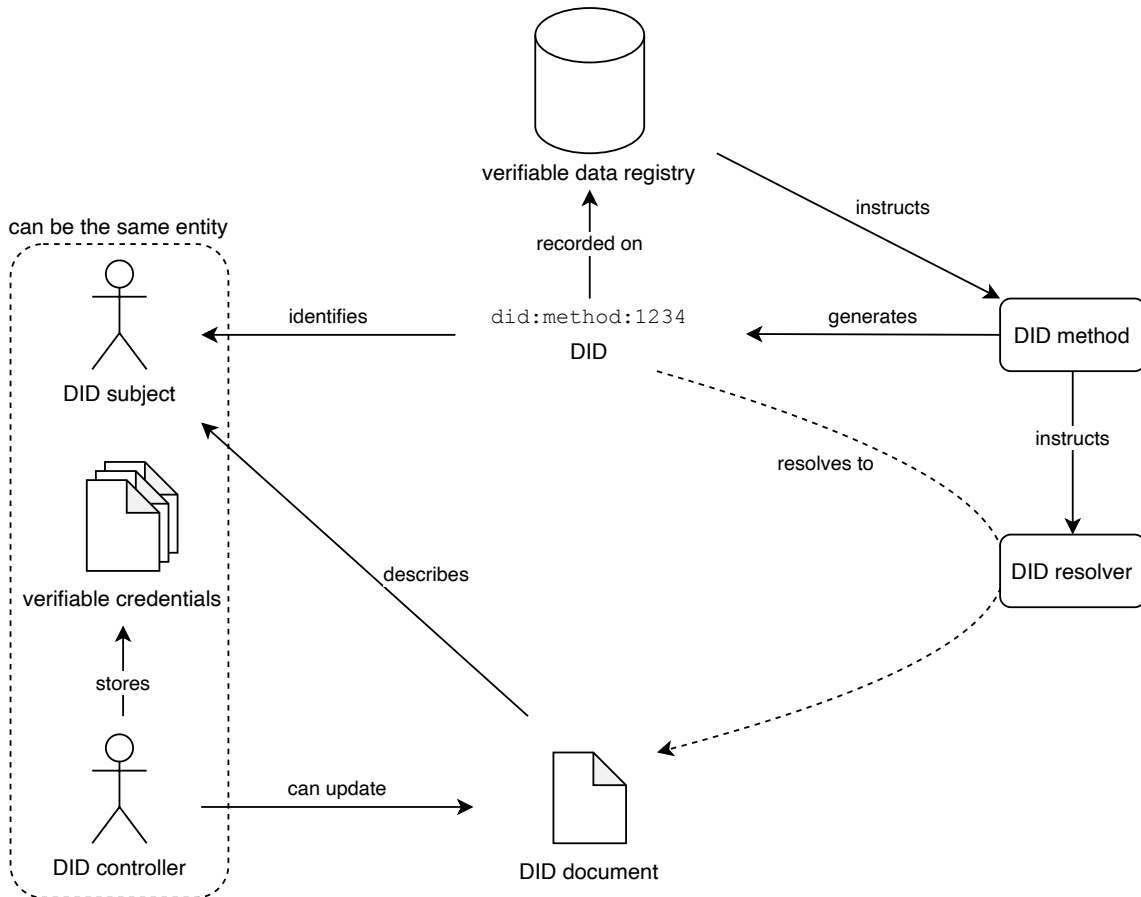 verifiable data registry
instructs
can be the same entity
recorded on
identifies
did:method:1234
DID
generates
DID method
DID subject
instructs
resolves to
DID resolver
describes
verifiable credentials
stores
can update
DID controller
DID document